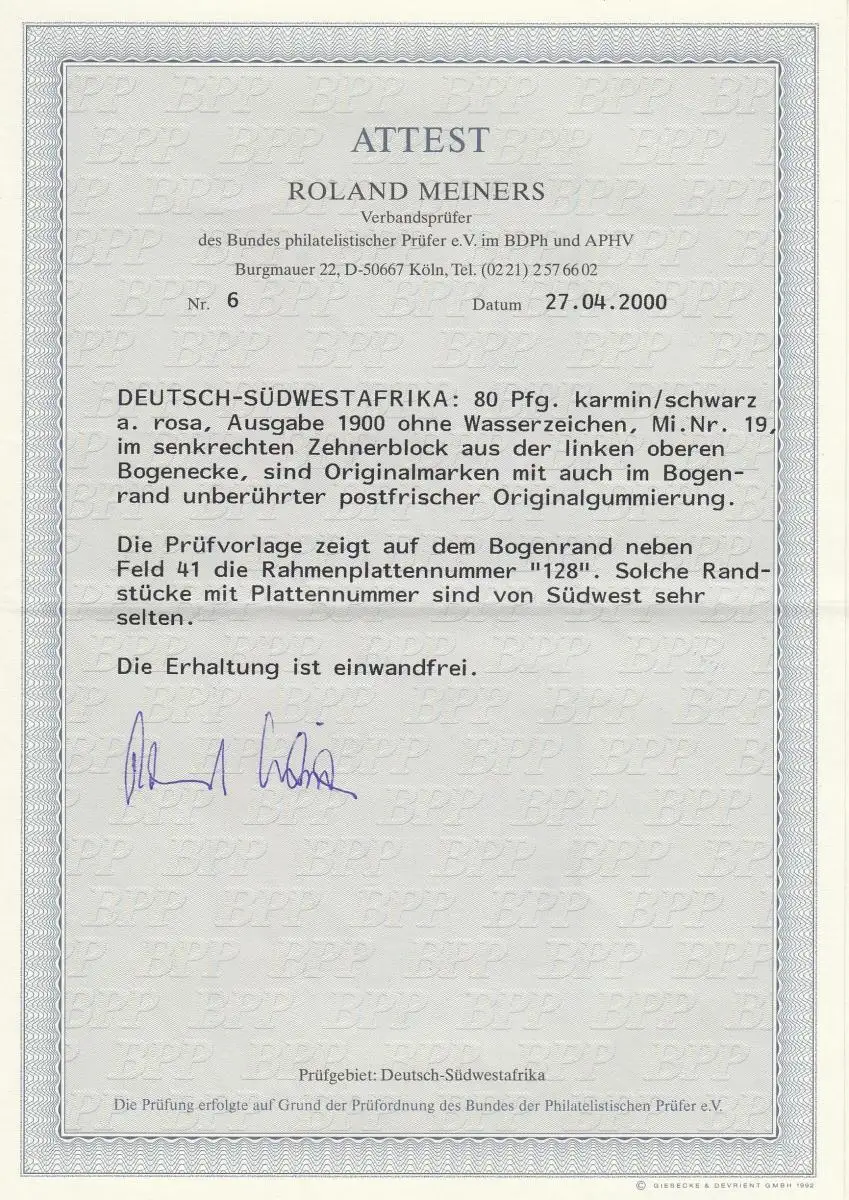 ATTEST
ROLAND MEINERS
Verbandsprüfer
des Bundes philatelistischer Prüfer e.V. im BDPh und APHV
Burgmauer 22, D-50667 Köln, Tel. (0221) 2576602
Nr. 6 Datum 27.04.2000
DEUTSCH-SÜDWESTAFRIKA: 80 Pfg. karmin/schwarz
a. rosa, Ausgabe 1900 ohne Wasserzeichen, Mi.Nr. 19,
im senkrechten Zehnerblock aus der linken oberen
Bogenecke, sind Originalmarken mit auch im Bogen-
rand unberührter postfrischer Originalgummierung.
Die Prüfvorlage zeigt auf dem Bogenrand neben
Feld 41 die Rahmenplattennummer "128". Solche Rand-
stücke mit Plattennummer sind von Südwest sehr
selten.
Die Erhaltung ist einwandfrei.
Prüfgebiet: Deutsch-Südwestafrika
Die Prüfung erfolgte auf Grund der Prüfordnung des Bundes der Philatelistischen Prüfer e.V.
© GIESECKE & DEVRIENT GMBH 1992